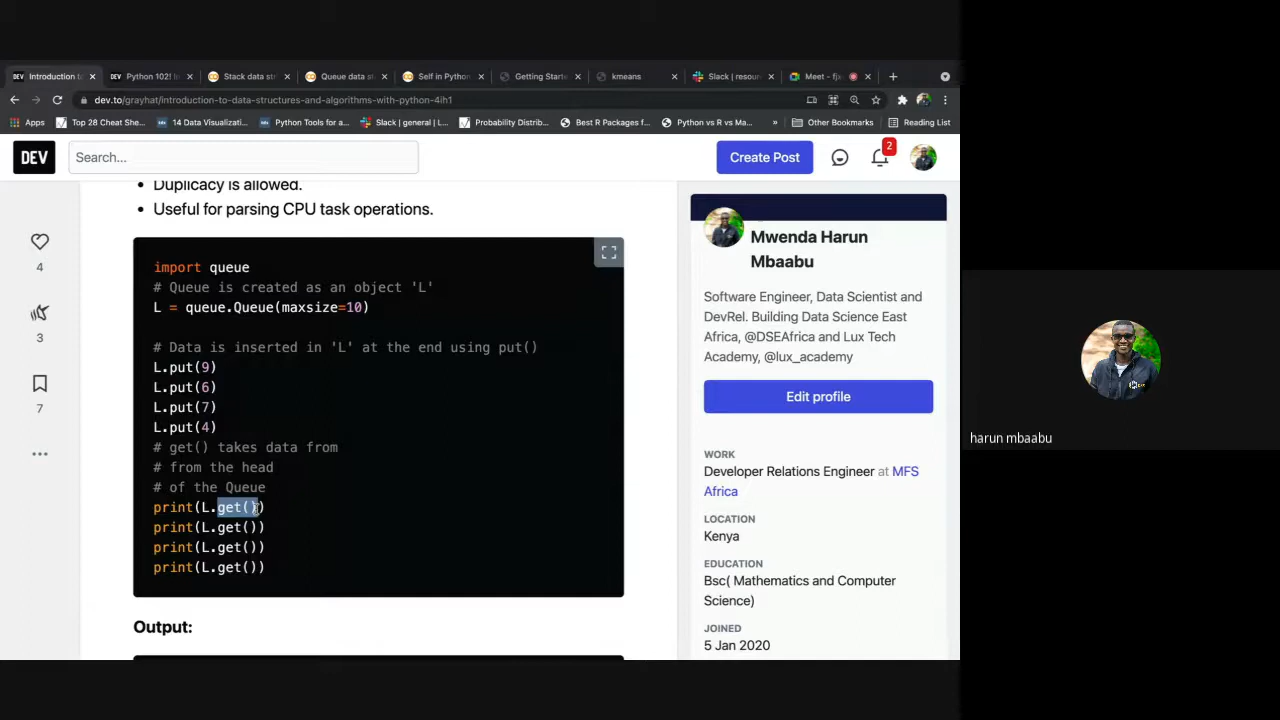 Introduction to
Python 102! In
Stack data str
Queue data st
Self in Python
Getting Starte
kmeans
Slack | resour
Meet - fjx
dev.to/grayhat/introduction-to-data-structures-and-algorithms-with-python-4ih1
Apps
Top 28 Cheat She...
14 Data Visualizati...
Python Tools for a...
Slack | general | L...
Probability Distrib...
Best R Packages f...
Python vs R vs Ma...
»
Other Bookmarks
Reading List
DEV
Search...
Create Post
2
Duplicacy is allowed.
Useful for parsing CPU task operations.
4
3
7
import queue
# Queue is created as an object 'L'
L = queue.Queue(maxsize=10)
# Data is inserted in 'L' at the end using put()
L.put(9)
L.put(6)
L.put(7)
L.put(4)
# get() takes data from
# from the head
# of the Queue
print(L.get())
print(L.get())
print(L.get())
print(L.get())
Output:
Mwenda Harun
Mbaabu
Software Engineer, Data Scientist and
DevRel. Building Data Science East
Africa, @DSEAfrica and Lux Tech
Academy, @lux_academy
Edit profile
WORK
Developer Relations Engineer at MFS
Africa
LOCATION
Kenya
EDUCATION
Bsc( Mathematics and Computer
Science)
JOINED
5 Jan 2020
harun mbaabu